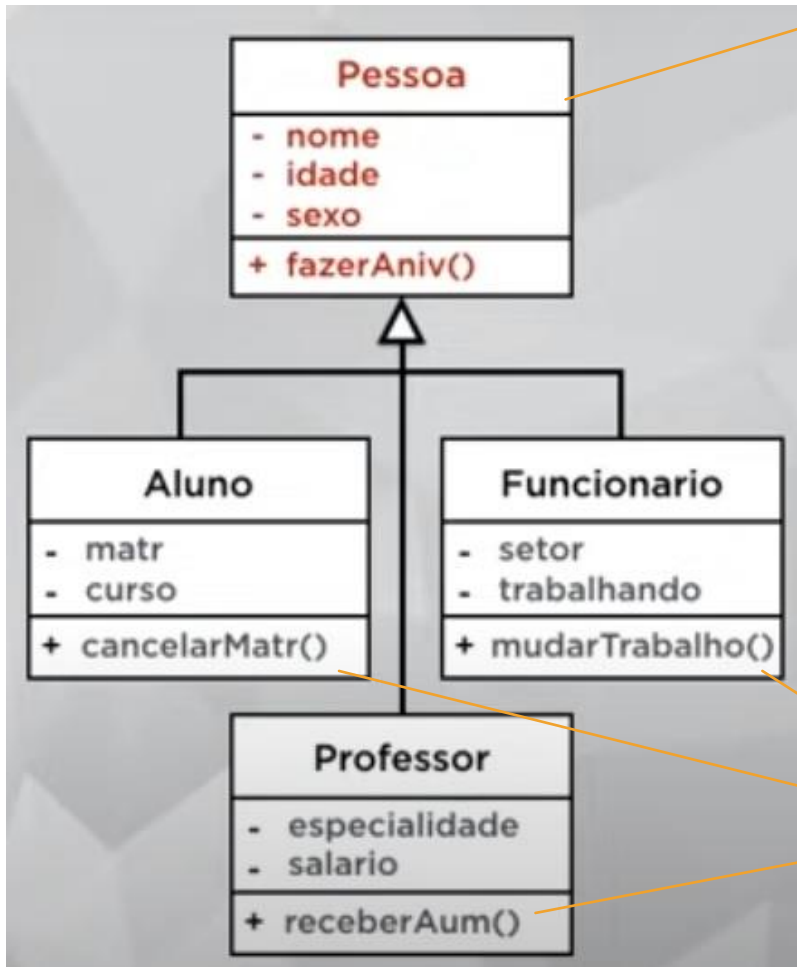 Pessoa
- nome
- idade
- sexo
+ fazerAniv()
Aluno
- matr
- curso
+ cancelarMatr()
Funcionario
- setor
- trabalhando
+ mudarTrabalho()
Professor
- especialidade
- salario
+ receberAum()